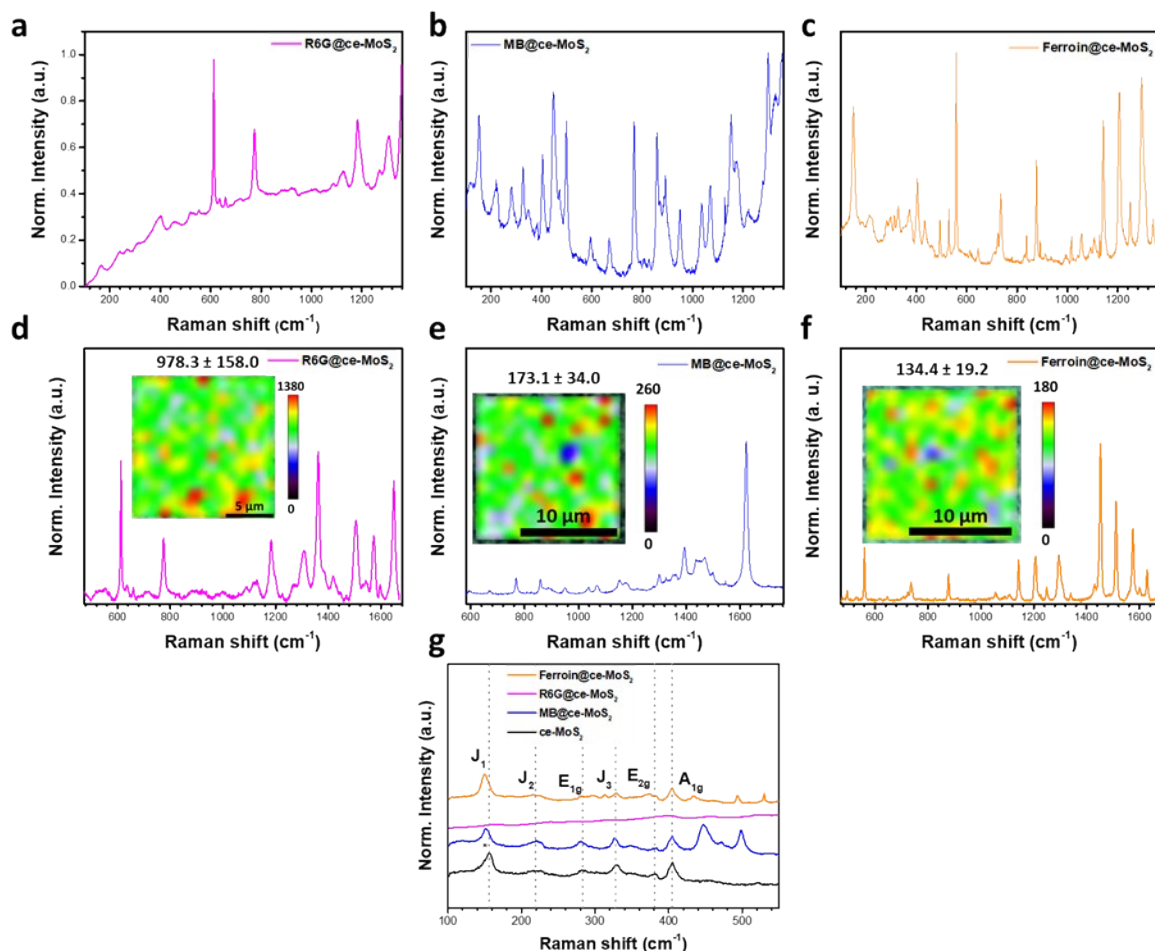 a
R6G@ce-MoS2
Norm. Intensity (a.u.)
1.0
0.8
0.6
0.4
0.2
0.0
200 400 600 800 1000 1200
Raman shift (cm-1)
b
MB@ce-MoS2
Norm. Intensity (a.u.)
200 400 600 800 1000 1200
Raman shift (cm-1)
c
Ferroin@ce-MoS2
Norm. Intensity (a.u.)
200 400 600 800 1000 1200
Raman shift (cm-1)
d
R6G@ce-MoS2
978.3 ± 158.0
1380
0
5 µm
Norm. Intensity (a.u.)
600 800 1000 1200 1400 1600
Raman shift (cm-1)
e
MB@ce-MoS2
173.1 ± 34.0
260
0
10 µm
Norm. Intensity (a.u.)
600 800 1000 1200 1400 1600
Raman shift (cm-1)
f
Ferroin@ce-MoS2
134.4 ± 19.2
180
0
10 µm
Norm. Intensity (a. u.)
600 800 1000 1200 1400 1600
Raman shift (cm-1)
g
Ferroin@ce-MoS2
R6G@ce-MoS2
MB@ce-MoS2
ce-MoS2
J1 J2 E1g J3 E2g A1g
*
Norm. Intensity (a.u.)
100 200 300 400 500
Raman shift (cm-1)